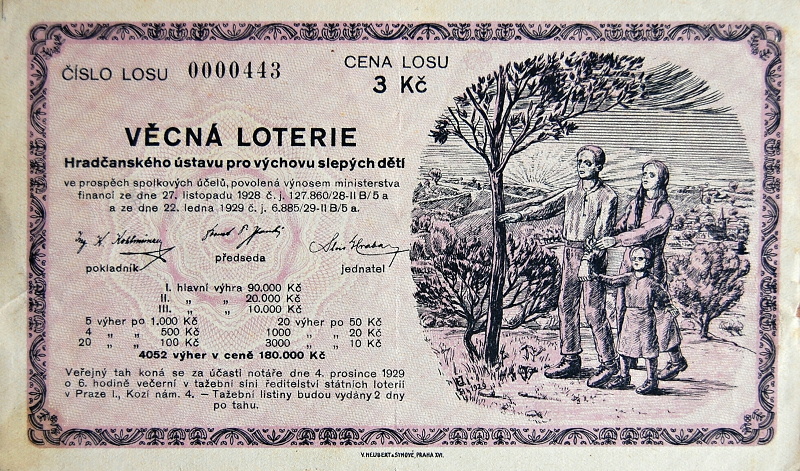 ČÍSLO LOSU 0000443
CENA LOSU
3 Kč
VĚCNÁ LOTERIE
Hradčanského ústavu pro výchovu slepých dětí
ve prospěch spolkových účelů, povolená výnosem ministerstva
financí ze dne 27. listopadu 1928 č. j. 127.860/28-II B/5 a
a ze dne 22. ledna 1929 č. j. 6.885/29-II B/5 a.
pokladník předseda jednatel
I. hlavní výhra 90.000 Kč
II. „ „ 20.000 Kč
III. „ „ 10.000 Kč
5 výher po 1.000 Kč 20 výher po 50 Kč
4 „ „ 500 Kč 1000 „ „ 20 Kč
20 „ „ 100 Kč 3000 „ „ 10 Kč
4052 výher v ceně 180.000 Kč
Veřejný tah koná se za účasti notáře dne 4. prosince 1929
o 6. hodině večerní v tažební síni ředitelství státních loterií
v Praze I., Kozí nám. 4. – Tažební listiny budou vydány 2 dny
po tahu.
V. NEUBERT & SYNOVÉ, PRAHA XVI.